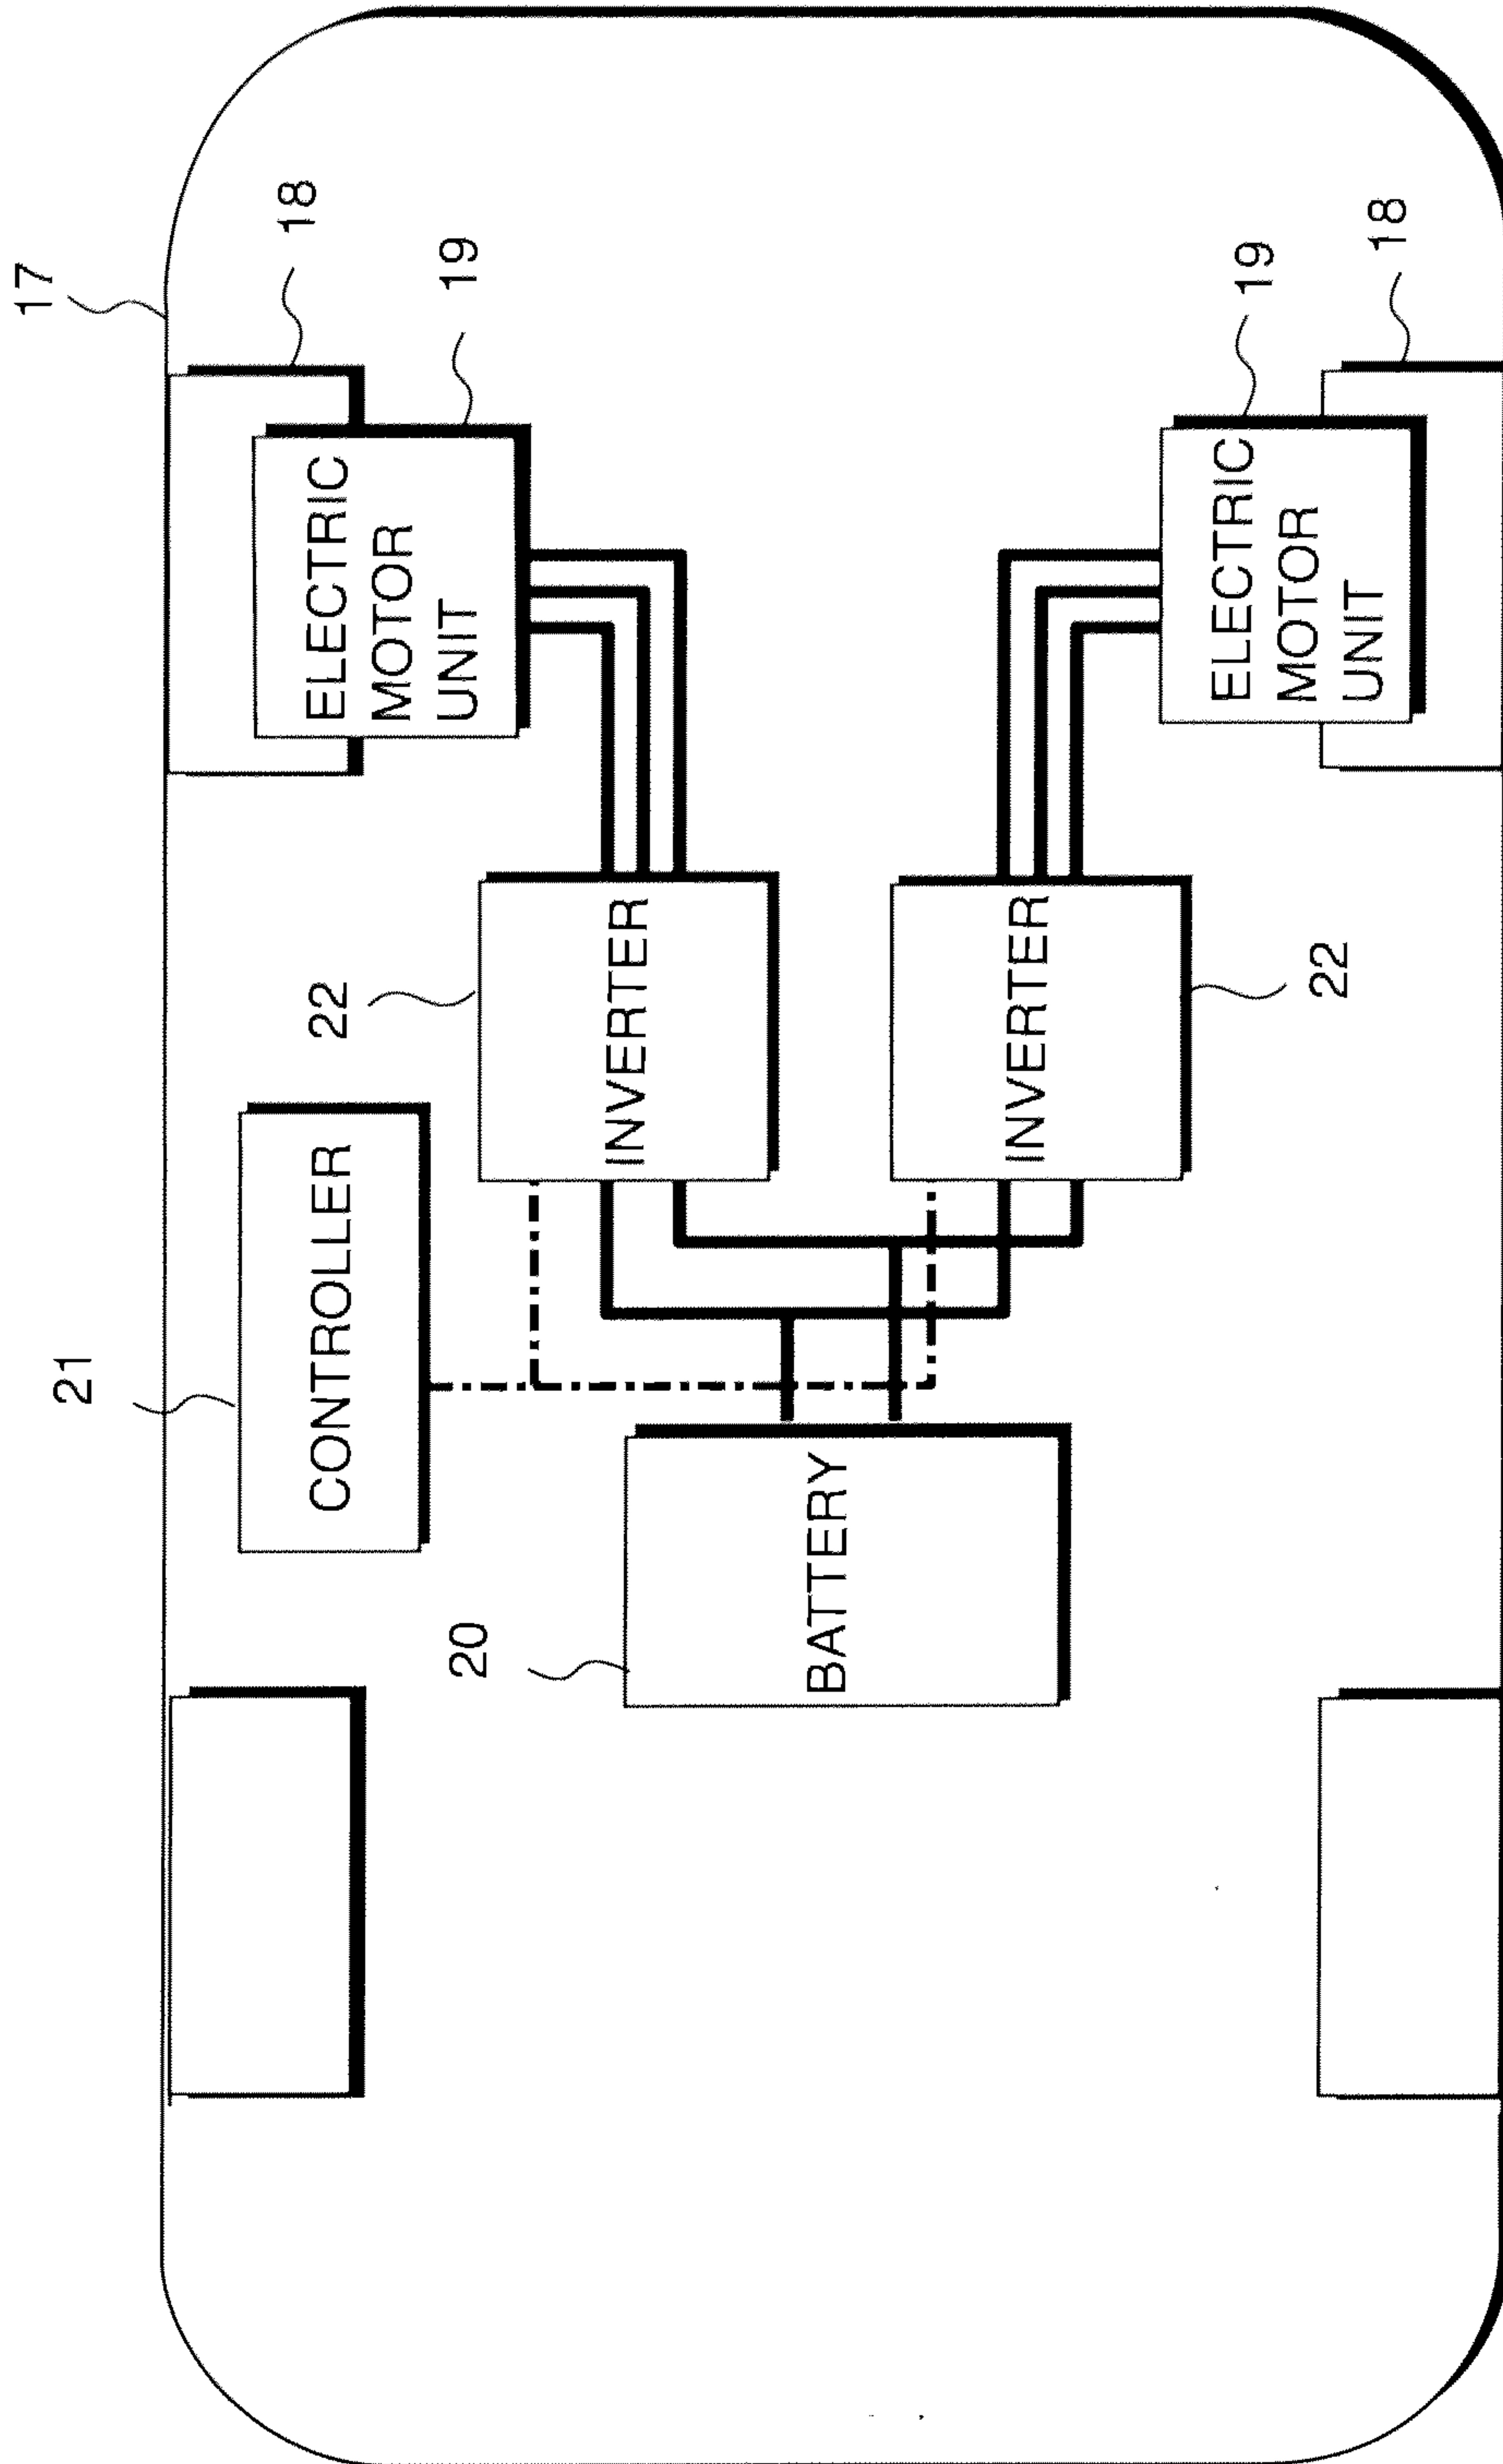 17
18
19
ELECTRIC
MOTOR
UNIT
22
INVERTER
21
CONTROLLER
20
BATTERY
22
INVERTER
19
18
ELECTRIC
MOTOR
UNIT